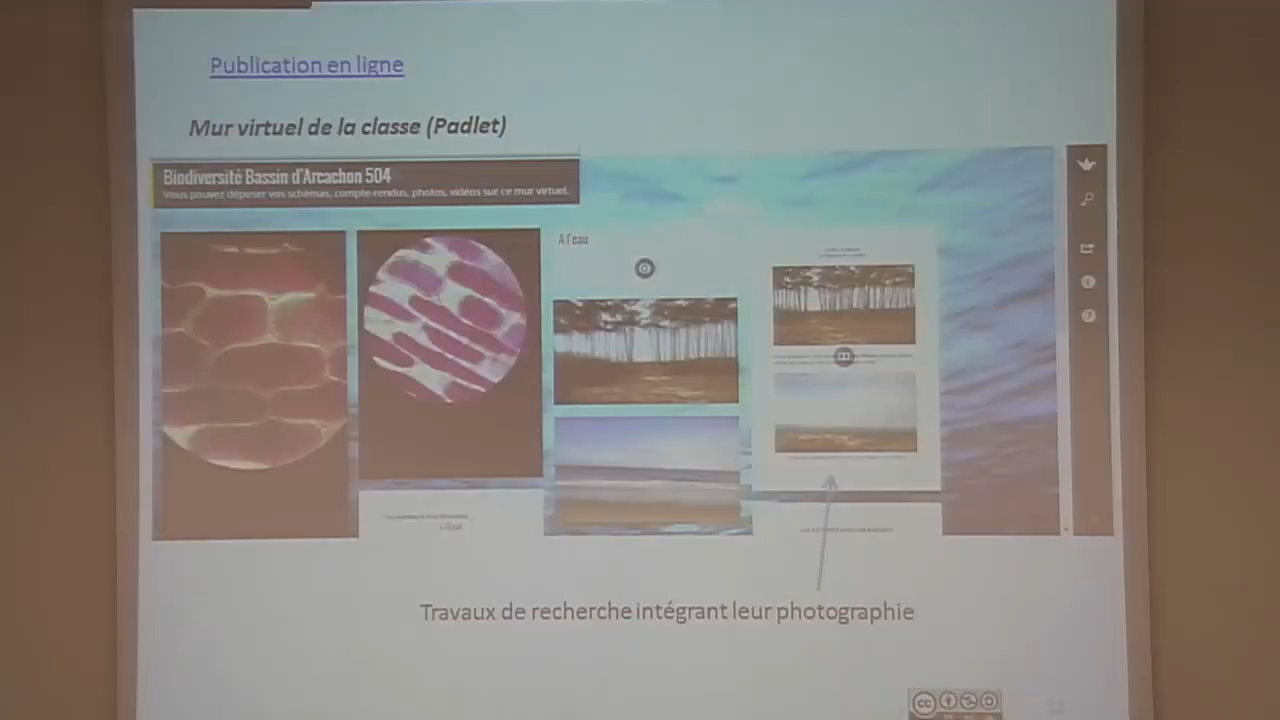 Publication en ligne
Mur virtuel de la classe (Padlet)
Biodiversité Bassin d'Arcachon 504
Vous pouvez déposer vos schémas, compte-rendus, photos, vidéos sur ce mur virtuel.
A l'eau
Travaux de recherche intégrant leur photographie
cc